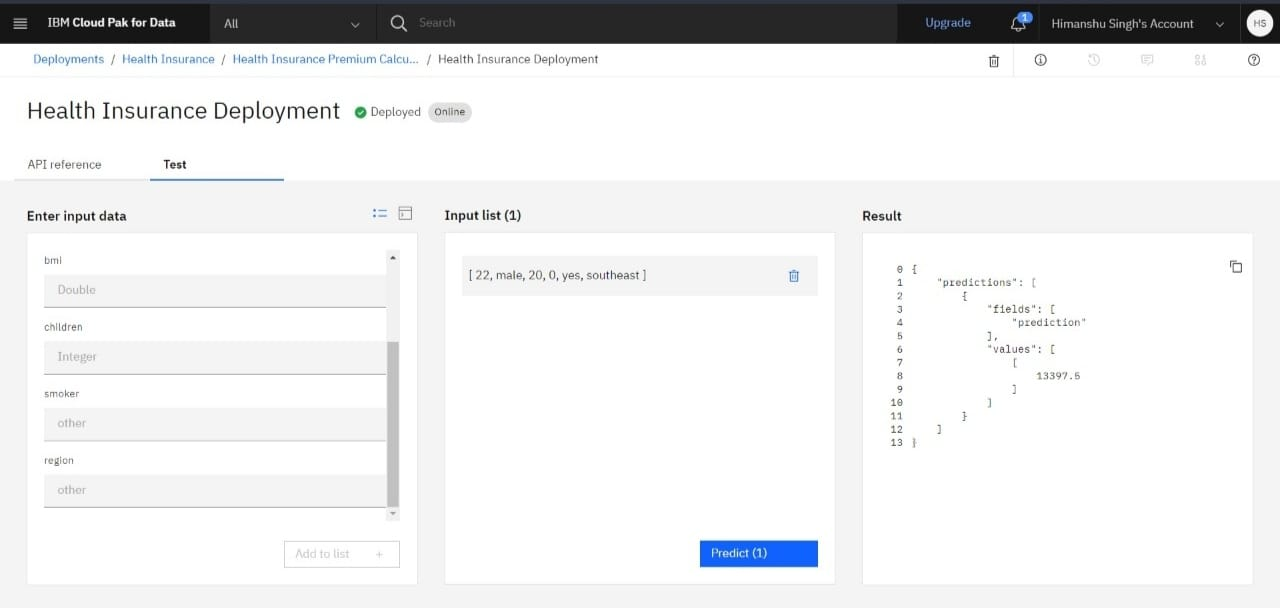 IBM Cloud Pak for Data
All
Search
Upgrade
1
Himanshu Singh's Account
HS
Deployments / Health Insurance / Health Insurance Premium Calcu... / Health Insurance Deployment
Health Insurance Deployment
Deployed
Online
API reference
Test
Enter input data
bmi
Double
children
Integer
smoker
other
region
other
Add to list +
Input list (1)
[ 22, male, 20, 0, yes, southeast ]
Predict (1)
Result
0 {
1 "predictions": [
2 {
3 "fields": [
4 "prediction"
5 ],
6 "values": [
7 [
8 13397.5
9 ]
10 ]
11 }
12 ]
13 }